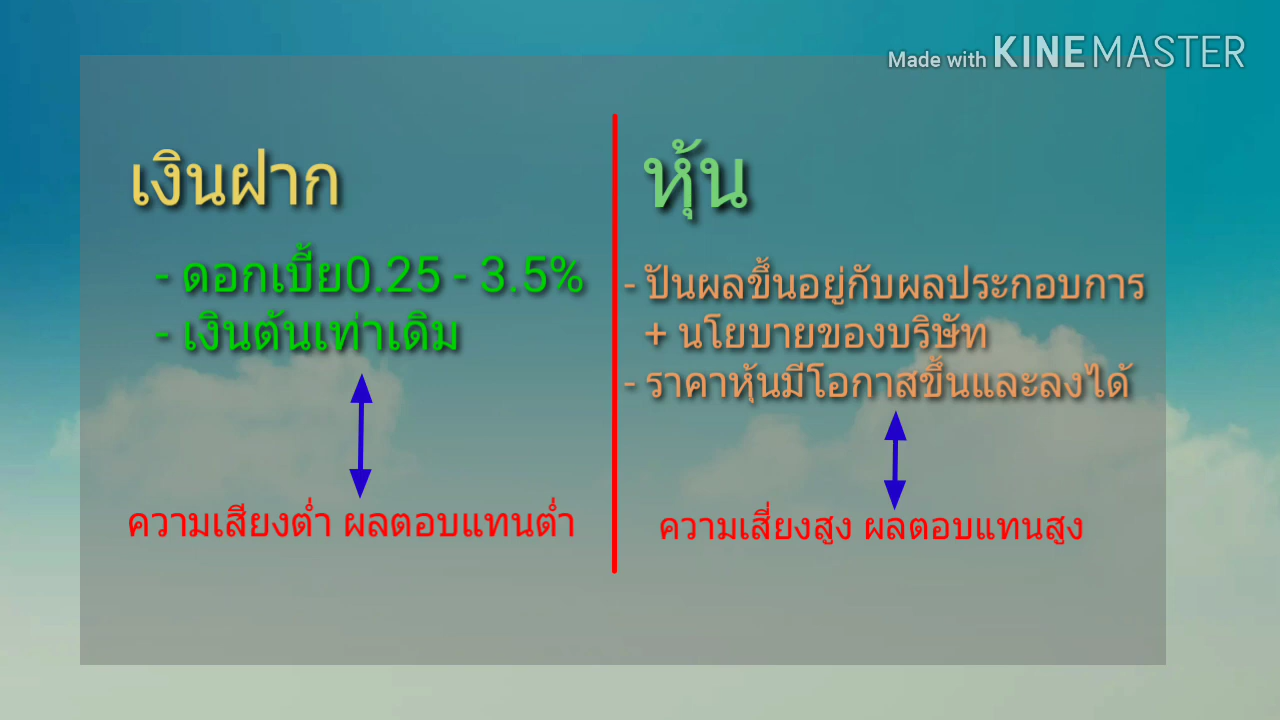 Made with KINEMASTER
เงินฝาก
- ดอกเบี้ย0.25 - 3.5%
- เงินต้นเท่าเดิม
ความเสียงต่ำ ผลตอบแทนต่ำ
หุ้น
- ปันผลขึ้นอยู่กับผลประกอบการ
+ นโยบายของบริษัท
- ราคาหุ้นมีโอกาสขึ้นและลงได้
ความเสี่ยงสูง ผลตอบแทนสูง